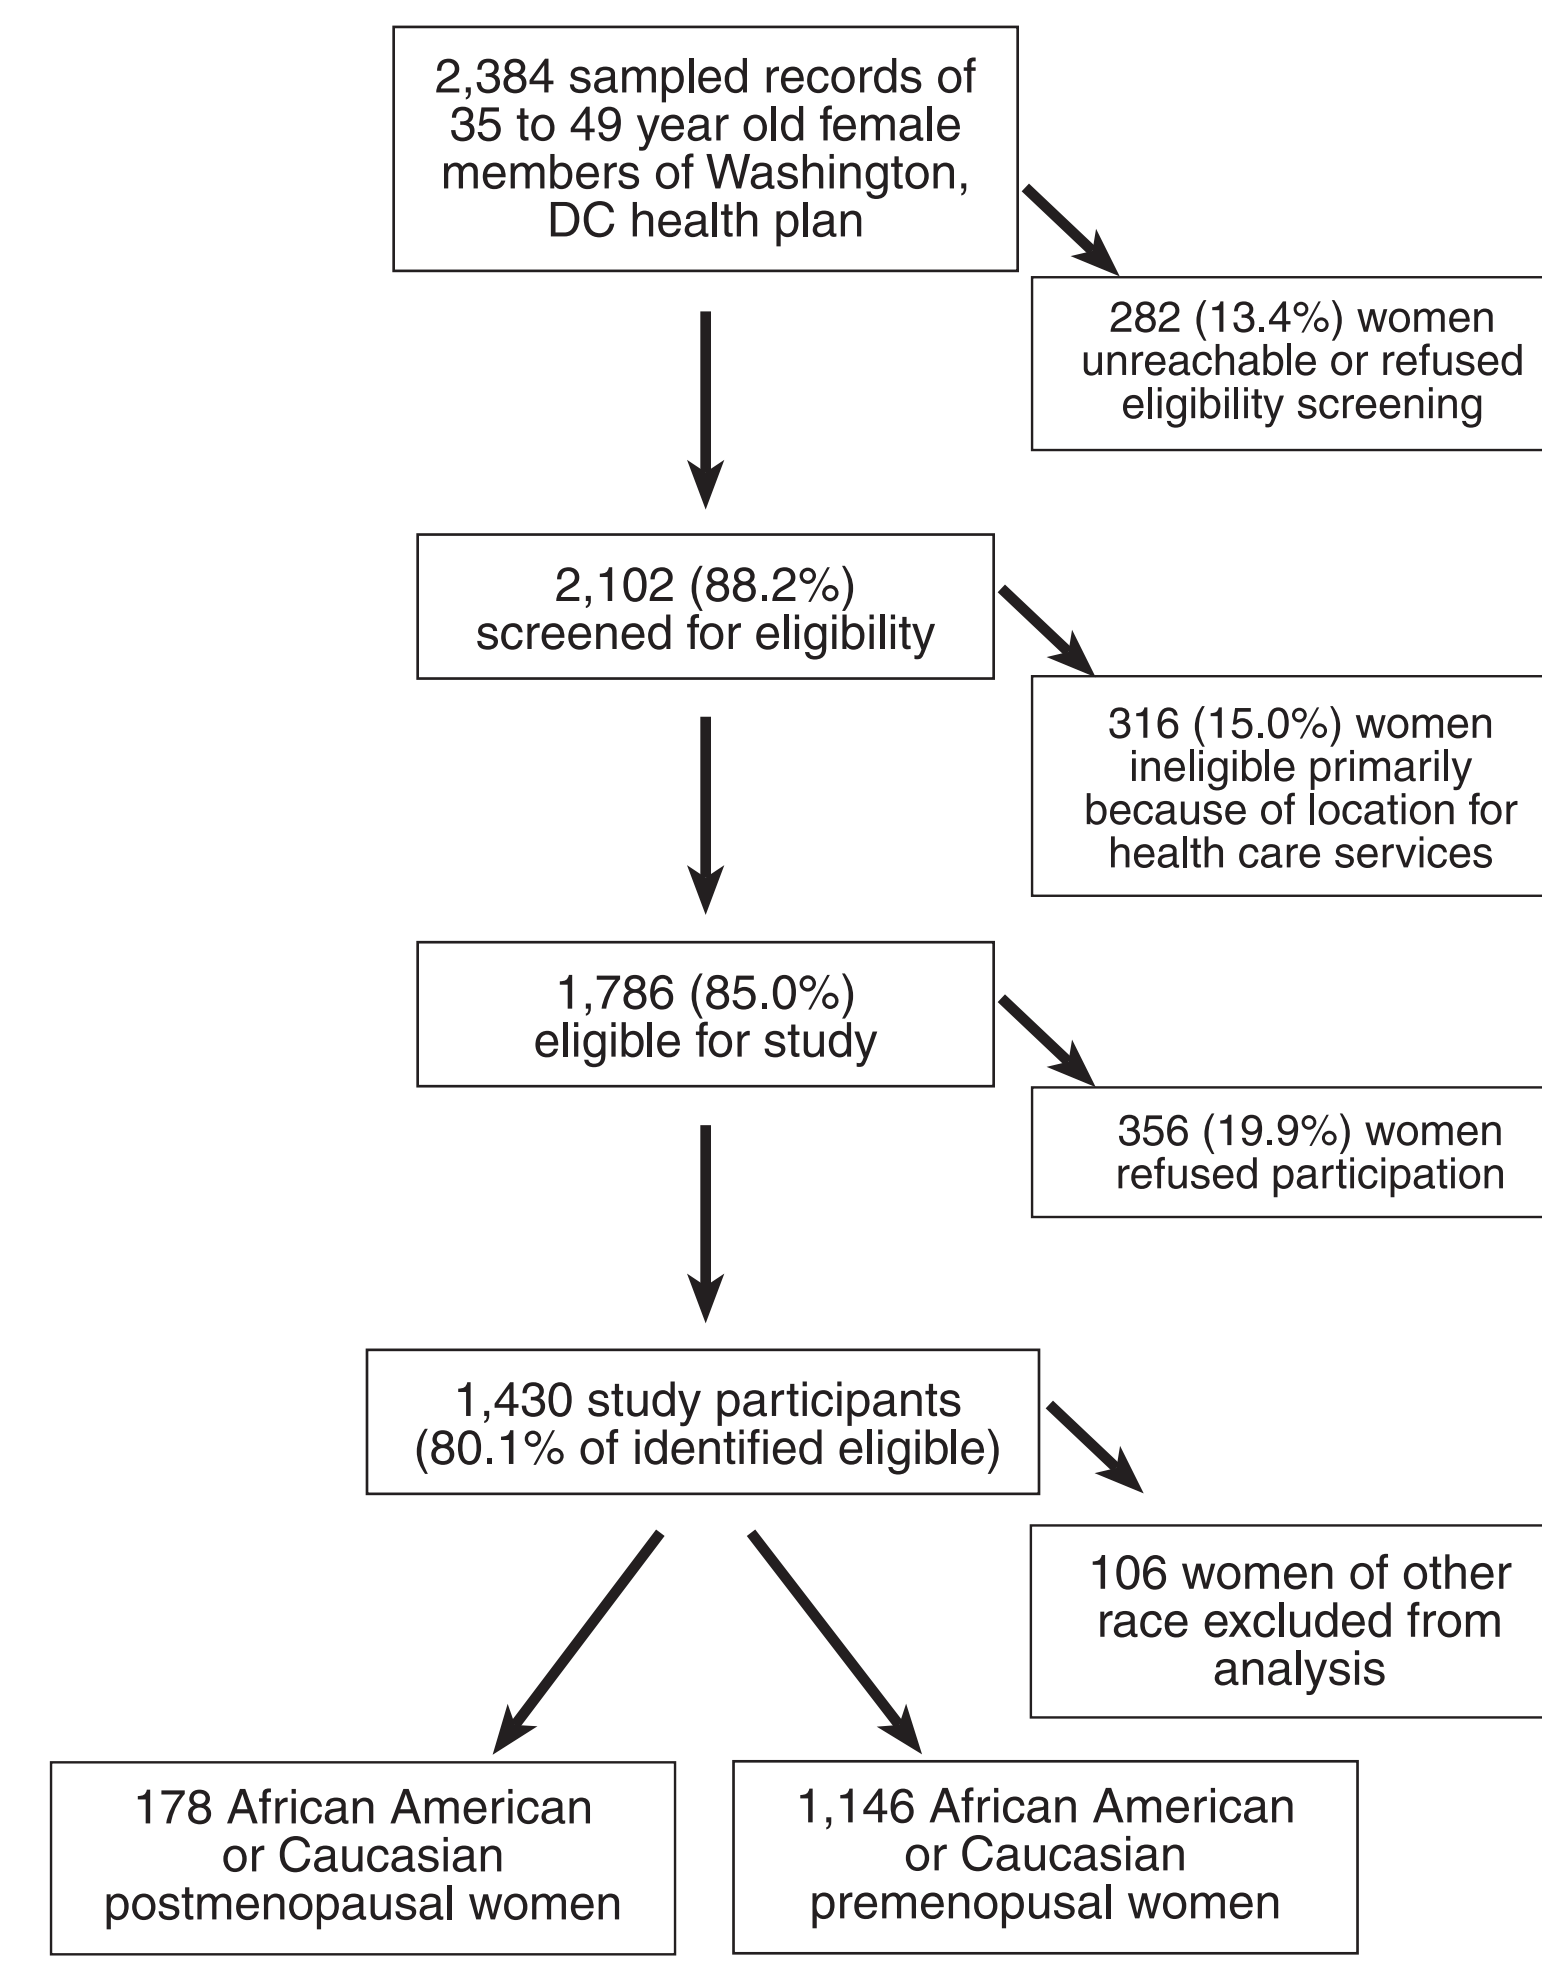 2,384 sampled records of
35 to 49 year old female
members of Washington,
DC health plan
282 (13.4%) women
unreachable or refused
eligibility screening
2,102 (88.2%)
screened for eligibility
316 (15.0%) women
ineligible primarily
because of location for
health care services
1,786 (85.0%)
eligible for study
356 (19.9%) women
refused participation
1,430 study participants
(80.1% of identified eligible)
106 women of other
race excluded from
analysis
178 African American
or Caucasian
postmenopausal women
1,146 African American
or Caucasian
premenopusal women